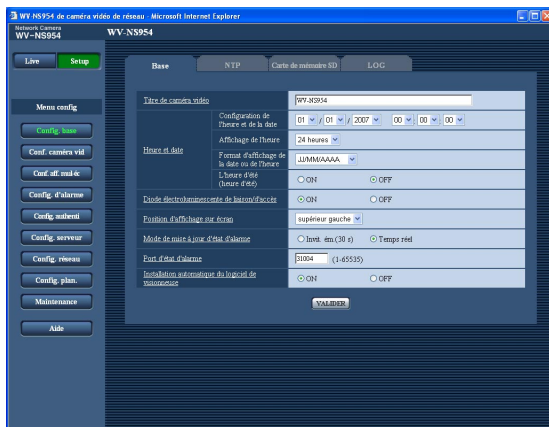 WV-NS954 de caméra vidéo de réseau - Microsoft Internet Explorer
Network Camera
WV-NS954
WV-NS954
Live
Setup
Menu config
Config. base
Conf. caméra vid
Conf. aff. mul-éc
Config. d'alarme
Config. authenti
Config. serveur
Config. réseau
Config. plan.
Maintenance
Aide
Base
NTP
Carte de mémoire SD
LOG
Titre de caméra vidéo
WV-NS954
Heure et date
Configuration de
l'heure et de la date
01 / 01 / 2007 00 : 00 : 00
Affichage de l'heure
24 heures
Format d'affichage de
la date ou de l'heure
JJ/MM/AAAA
L'heure d'été
(heure d'été)
ON OFF
Diode électroluminescente de liaison/d'accès
ON OFF
Position d'affichage sur écran
supérieur gauche
Mode de mise à jour d'état d'alarme
Invit. ém.(30 s) Temps réel
Port d'état d'alarme
31004 (1-65535)
Installation automatique du logiciel de
visionneuse
ON OFF
VALIDER